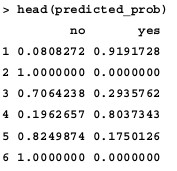 > head(predicted_prob)
no yes
1 0.0808272 0.9191728
2 1.0000000 0.0000000
3 0.7064238 0.2935762
4 0.1962657 0.8037343
5 0.8249874 0.1750126
6 1.0000000 0.0000000